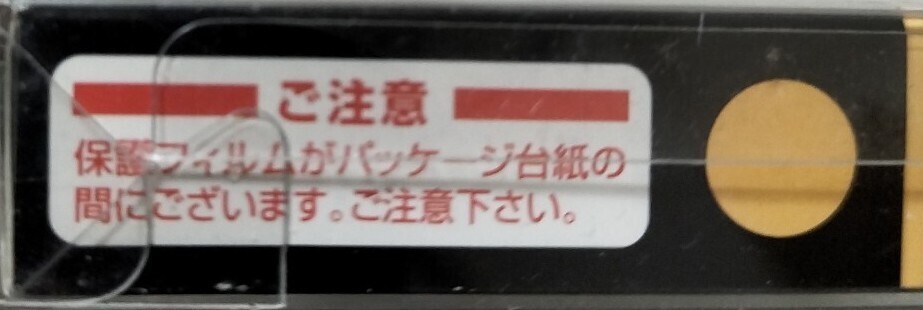 ご注意
保護フィルムがパッケージ台紙の
間にございます。ご注意下さい。